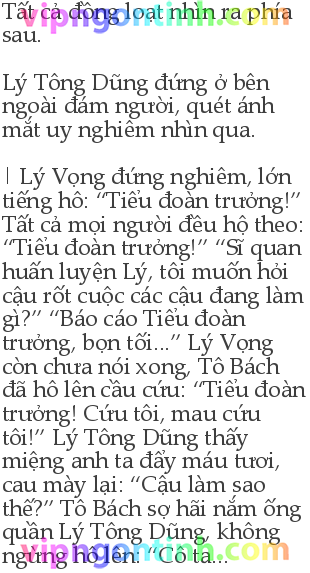 Tất cả đồng loạt nhìn ra phía
vipngontinh.com
sau.
Lý Tông Dũng đứng ở bên
ngoài đám người, quét ánh
mắt uy nghiêm nhìn qua.
| Lý Vọng đứng nghiêm, lớn
tiếng hô: “Tiểu đoàn trưởng!”
Tất cả mọi người đều hộ theo:
“Tiểu đoàn trưởng!” “Sĩ quan
huấn luyện Lý, tôi muốn hỏi
cậu rốt cuộc các cậu đang làm
gì?” “Báo cáo Tiểu đoàn
trưởng, bọn tối...” Lý Vọng
còn chưa nói xong, Tô Bách
đã hô lên cầu cứu: “Tiểu đoàn
trưởng! Cứu tôi, mau cứu
tôi!” Lý Tông Dũng thấy
miệng anh ta đẩy máu tươi,
cau mày lại: “Cậu làm sao
thế?” Tô Bách sợ hãi nắm ống
quần Lý Tông Dũng, không
ngừng hô lên: “Cô ta...
vipngontinh.com